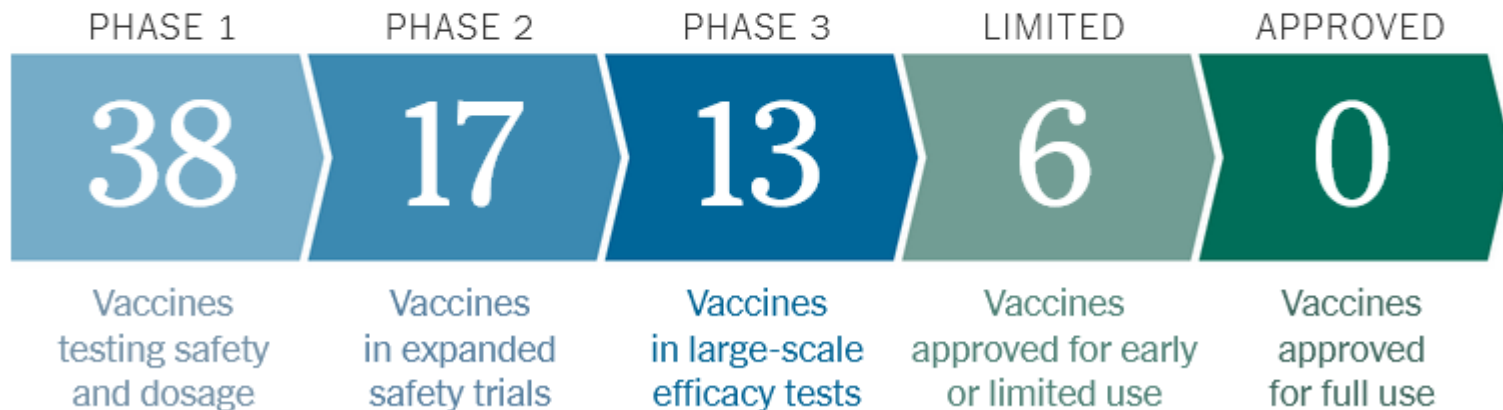 PHASE 1
PHASE 2
PHASE 3
LIMITED
APPROVED
38
17
13
6
0
Vaccines
testing safety
and dosage
Vaccines
in expanded
safety trials
Vaccines
in large-scale
efficacy tests
Vaccines
approved for early
or limited use
Vaccines
approved
for full use